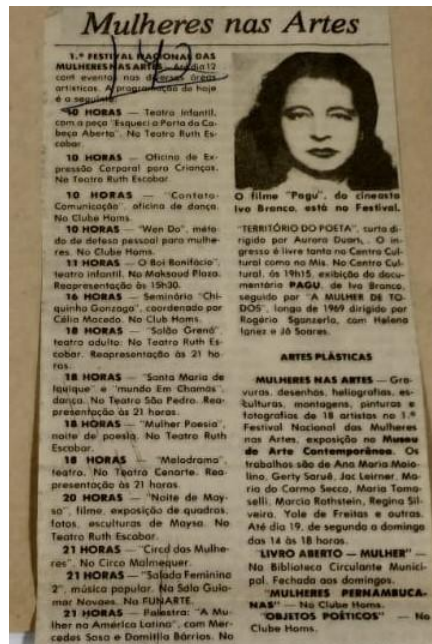 Mulheres nas Artes
1.º FESTIVAL NACIONAL DAS
MULHERES NAS ARTES — Até dia 12
com eventos nas diversas áreas
artísticas. A programação de hoje
é a seguinte:
10 HORAS — Teatro Infantil,
com a peça "Esqueci a Porta da Ca-
beça Aberta". No Teatro Ruth Es-
cobar.
10 HORAS — Oficina de Ex-
pressão Corporal para Crianças.
No Teatro Ruth Escobar.
10 HORAS — "Contato-
Comunicação", oficina de dança.
No Clube Homs.
10 HORAS — "Wen Do", méto-
do de defesa pessoal para mulhe-
res. No Clube Homs.
11 HORAS — O Boi Bonifácio",
teatro infantil. No Maksoud Plaza.
Reapresentação às 15h30.
16 HORAS — Seminário "Chi-
quinha Gonzaga", coordenado por
Célia Macedo. No Club Homs.
18 HORAS — "Salão Grená"
teatro adulto. No Teatro Ruth Es-
cobar. Reapresentação às 21 ho-
ras.
18 HORAS — "Santa Maria de
Iquique" e "mundo Em Chamas",
dança. No Teatro São Pedro. Rea-
presentação às 21 horas.
18 HORAS — "Mulher Poesia",
noite de poesia. No Teatro Ruth
Escobar.
18 HORAS — "Melodrama",
teatro. No Teatro Cenarte. Rea-
presentação às 21 horas.
20 HORAS — "Noite de May-
sa", filme, exposição de quadros,
fotos, esculturas de Maysa. No
Teatro Ruth Escobar.
21 HORAS — "Circo das Mulhe-
res". No Circo Malmequer.
21 HORAS — "Salada Feminina
2", música popular. Na Sala Guio-
mar Novaes. Na FUNARTE.
21 HORAS — Palestra: "A Mu-
lher na América Latina", com Mer-
cedes Sosa e Domitila Bárrios. No
O filme "Pagu", da cineasta
Ivo Branco, está no Festival.
"TERRITÓRIO DO POETA", curta di-
rigido por Aurora Duart,. O in-
gresso é livre tanto no Centro Cul-
tural como no Mis. No Centro Cul-
tural, às 19h15, exibição do docu-
mentário PAGU, de Ivo Branco,
seguido por "A MULHER DE TO-
DOS", longa de 1969 dirigido por
Rogério Sganzerla, com Helena
Ignez e Jô Soares.
ARTES PLÁSTICAS
MULHERES NAS ARTES — Gra-
vuras, desenhos, heliografias, es-
culturas, montagens, pinturas e
fotografias de 18 artistas no 1.º
Festival Nacional das Mulheres
nas Artes, exposição no Museu
de Arte Contemporânea. Os
trabalhos são de Ana Maria Maio-
lino, Gerty Saruê, Jac Leirner, Ma-
ria do Carmo Secco, Maria Toma-
selli, Marcia Rothstein, Regina Sil-
veira, Yole de Freitas e outras.
Até dia 19, de segunda a domingo
das 14 às 18 horas.
"LIVRO ABERTO — MULHER" —
Na Biblioteca Circulante Munici-
pal. Fechada aos domingos.
"MULHERES PERNAMBUCA-
NAS" — No Clube Homs.
"OBJETOS POÉTICOS" — No
Clube Homs.